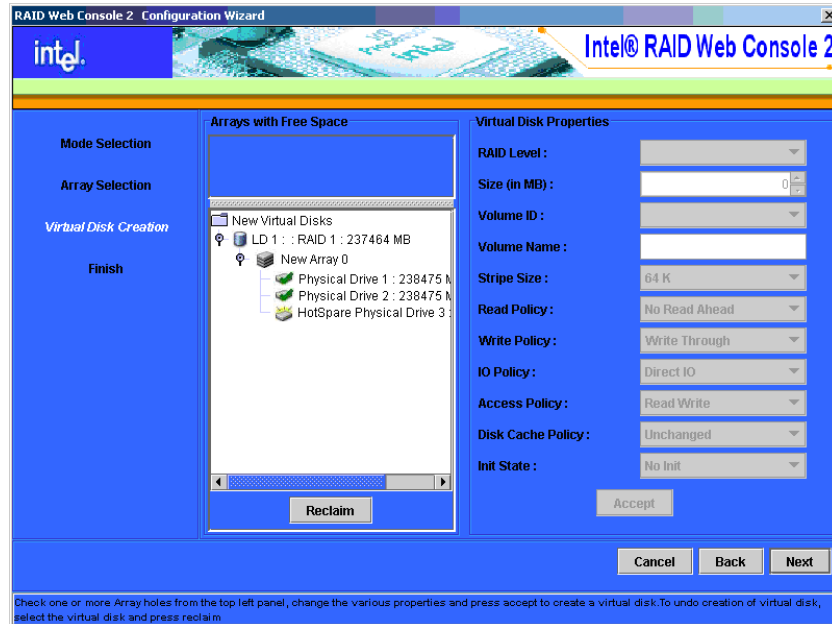 RAID Web Console 2 Configuration Wizard
intel.
Intel® RAID Web Console 2
Mode Selection
Array Selection
Virtual Disk Creation
Finish
Arrays with Free Space
New Virtual Disks
LD 1 : : RAID 1 : 237464 MB
New Array 0
Physical Drive 1 : 238475 M
Physical Drive 2 : 238475 M
HotSpare Physical Drive 3 :
Reclaim
Virtual Disk Properties
RAID Level :
Size (in MB) : 0
Volume ID :
Volume Name :
Stripe Size : 64 K
Read Policy : No Read Ahead
Write Policy : Write Through
IO Policy : Direct IO
Access Policy : Read Write
Disk Cache Policy : Unchanged
Init State : No Init
Accept
Cancel Back Next
Check one or more Array holes from the top left panel, change the various properties and press accept to create a virtual disk.To undo creation of virtual disk,
select the virtual disk and press reclaim